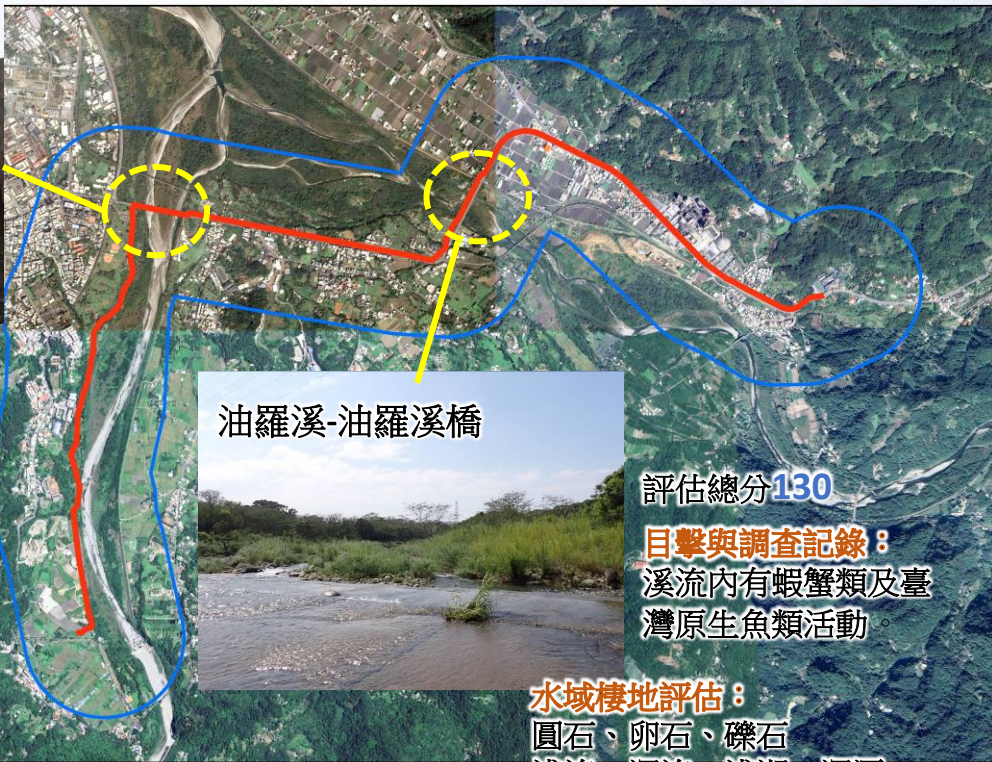 油羅溪-油羅溪橋
評估總分130
目擊與調查記錄：
溪流內有蝦蟹類及臺
灣原生魚類活動。
水域棲地評估：
圓石、卵石、礫石